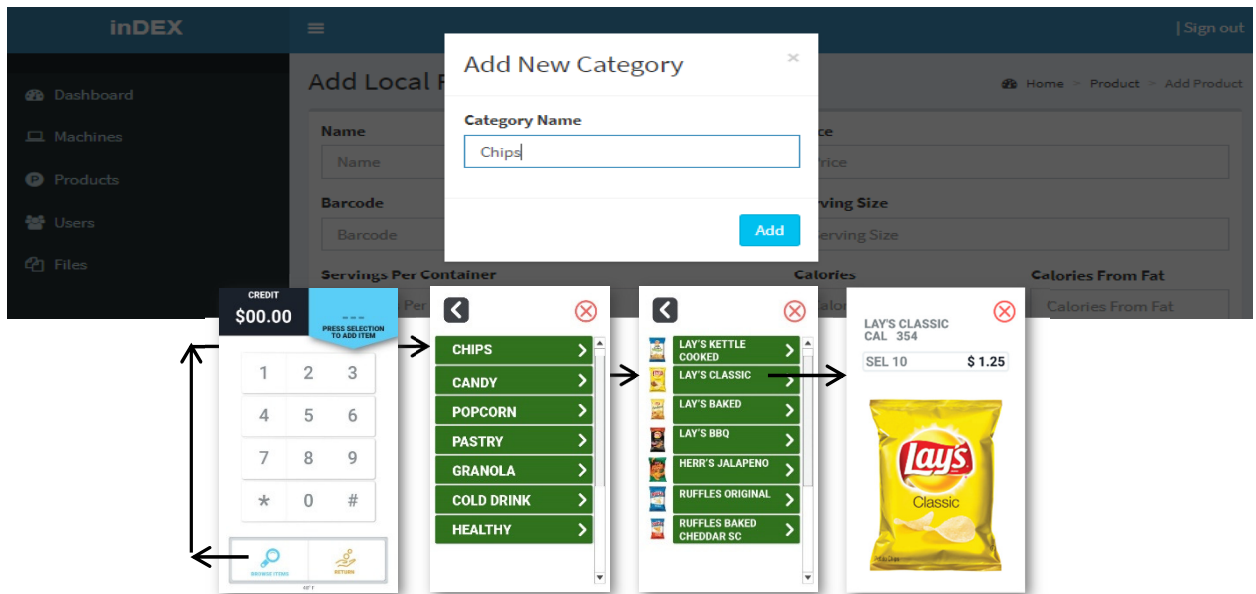 inDEX
| Sign out
Add New Category
×
Add Local
Home > Product > Add Product
Dashboard
Machines
Products
Users
Files
Category Name
Chips
Add
Name
Name
Barcode
Barcode
Serving Size
Servings Per Container
Per
Calories
Calories From Fat
Calories From Fat
CREDIT
$00.00
---
PRESS SELECTION
TO ADD ITEM
1 2 3
4 5 6
7 8 9
* 0 #
BROWSE ITEMS
RETURN
CHIPS
CANDY
POPCORN
PASTRY
GRANOLA
COLD DRINK
HEALTHY
LAY'S KETTLE
COOKED
LAY'S CLASSIC
LAY'S BAKED
LAY'S BBQ
HERR'S JALAPENO
RUFFLES ORIGINAL
RUFFLES BAKED
CHEDDAR SC
LAY'S CLASSIC
CAL 354
SEL 10 $ 1.25
Lay's
Classic